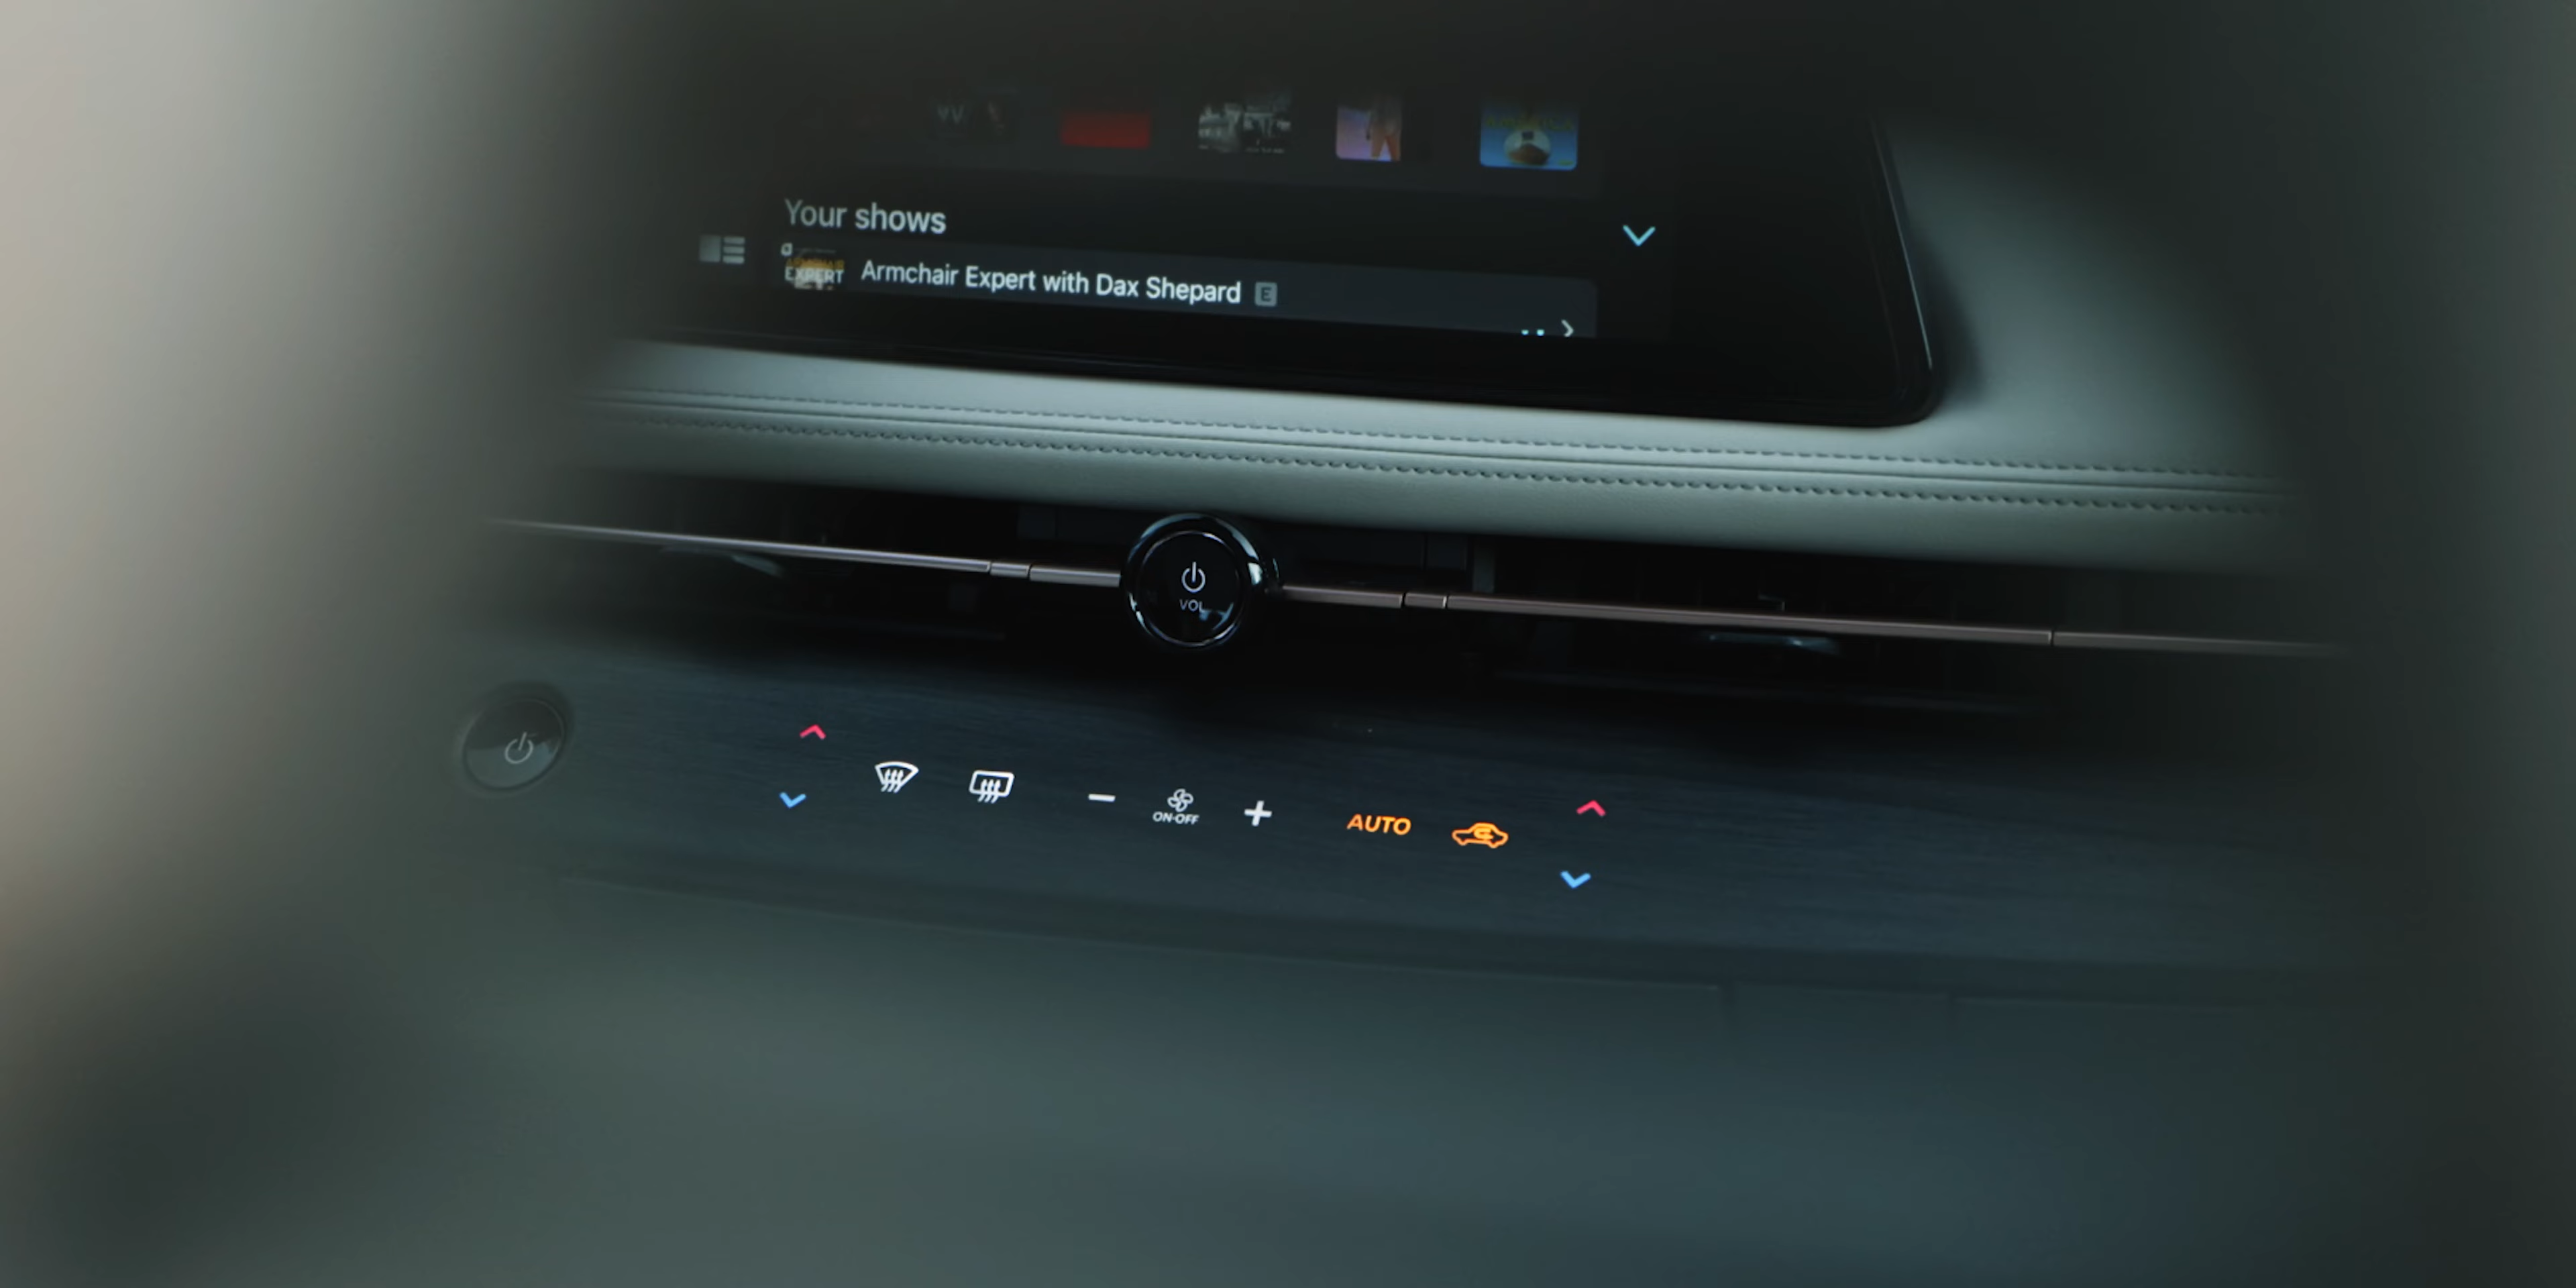 Your shows
EXPERT
Armchair Expert with Dax Shepard E
VOL
ON-OFF
AUTO